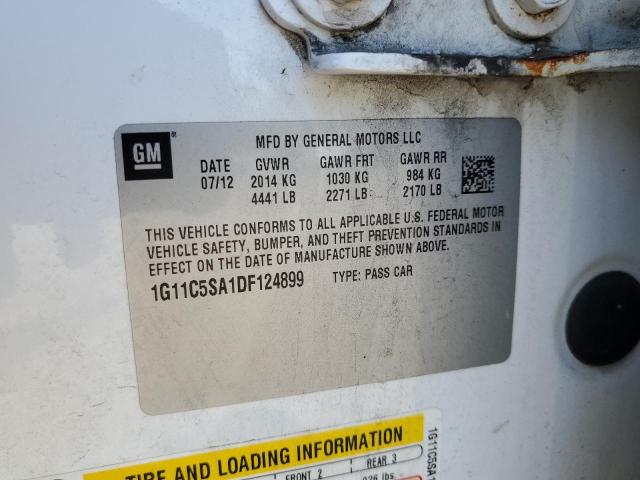 GM
MFD BY GENERAL MOTORS LLC
DATE GVWR GAWR FRT GAWR RR
07/12 2014 KG 1030 KG 984 KG
4441 LB 2271 LB 2170 LB
THIS VEHICLE CONFORMS TO ALL APPLICABLE U.S. FEDERAL MOTOR
VEHICLE SAFETY, BUMPER, AND THEFT PREVENTION STANDARDS IN
EFFECT ON THE DATE OF MANUFACTURE SHOWN ABOVE.
1G11C5SA1DF124899 TYPE: PASS CAR
TIRE AND LOADING INFORMATION
FRONT 2 REAR 3
lbs.
1G11C5SA1